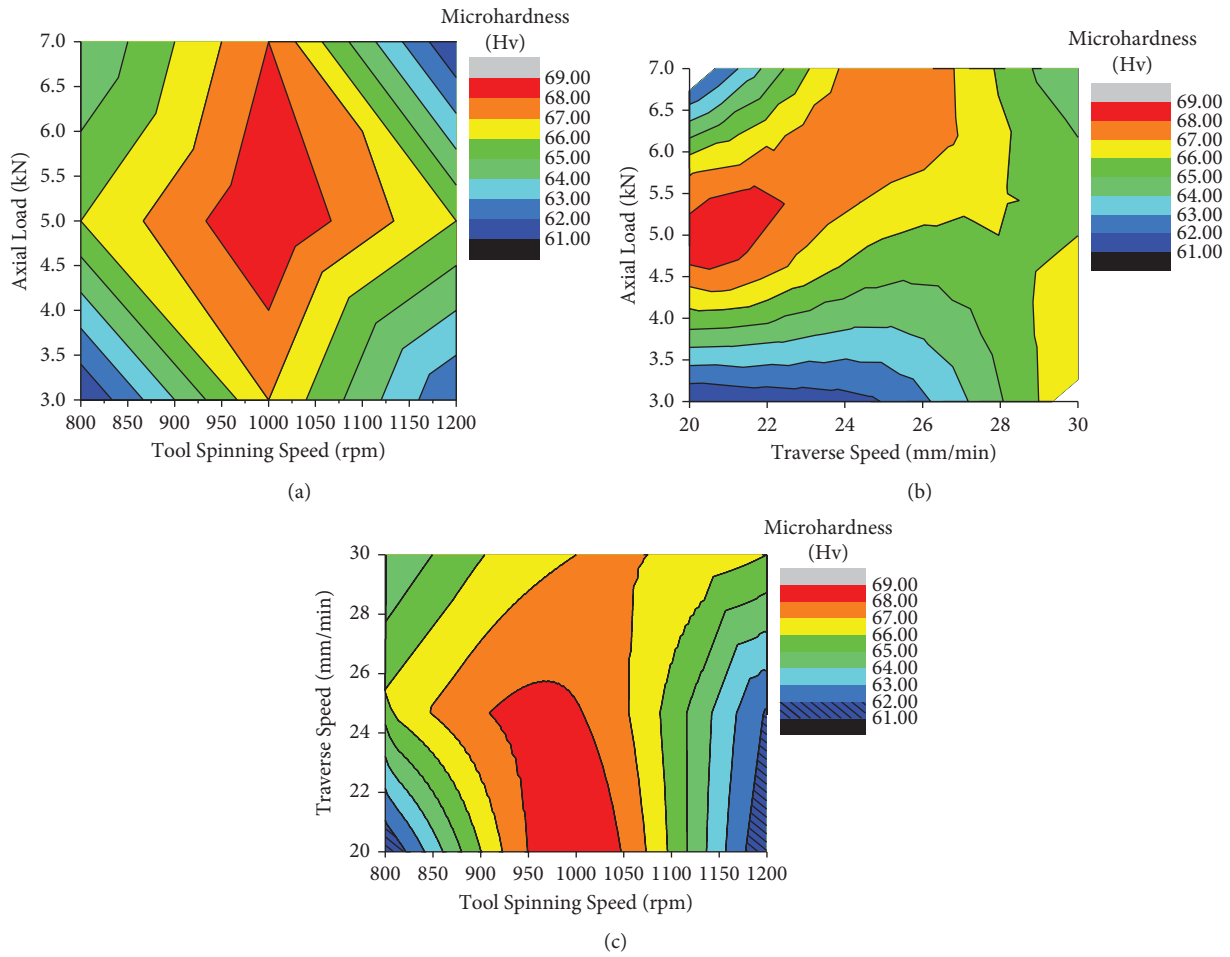 Microhardness
(Hv)
7.0
6.5
6.0
5.5
5.0
4.5
4.0
3.5
3.0
Axial Load (kN)
800 850 900 950 1000 1050 1100 1150 1200
Tool Spinning Speed (rpm)
69.00
68.00
67.00
66.00
65.00
64.00
63.00
62.00
61.00
(a)
Microhardness
(Hv)
7.0
6.5
6.0
5.5
5.0
4.5
4.0
3.5
3.0
Axial Load (kN)
20 22 24 26 28 30
Traverse Speed (mm/min)
69.00
68.00
67.00
66.00
65.00
64.00
63.00
62.00
61.00
(b)
Microhardness
(Hv)
30
28
26
24
22
20
Traverse Speed (mm/min)
800 850 900 950 1000 1050 1100 1150 1200
Tool Spinning Speed (rpm)
69.00
68.00
67.00
66.00
65.00
64.00
63.00
62.00
61.00
(c)